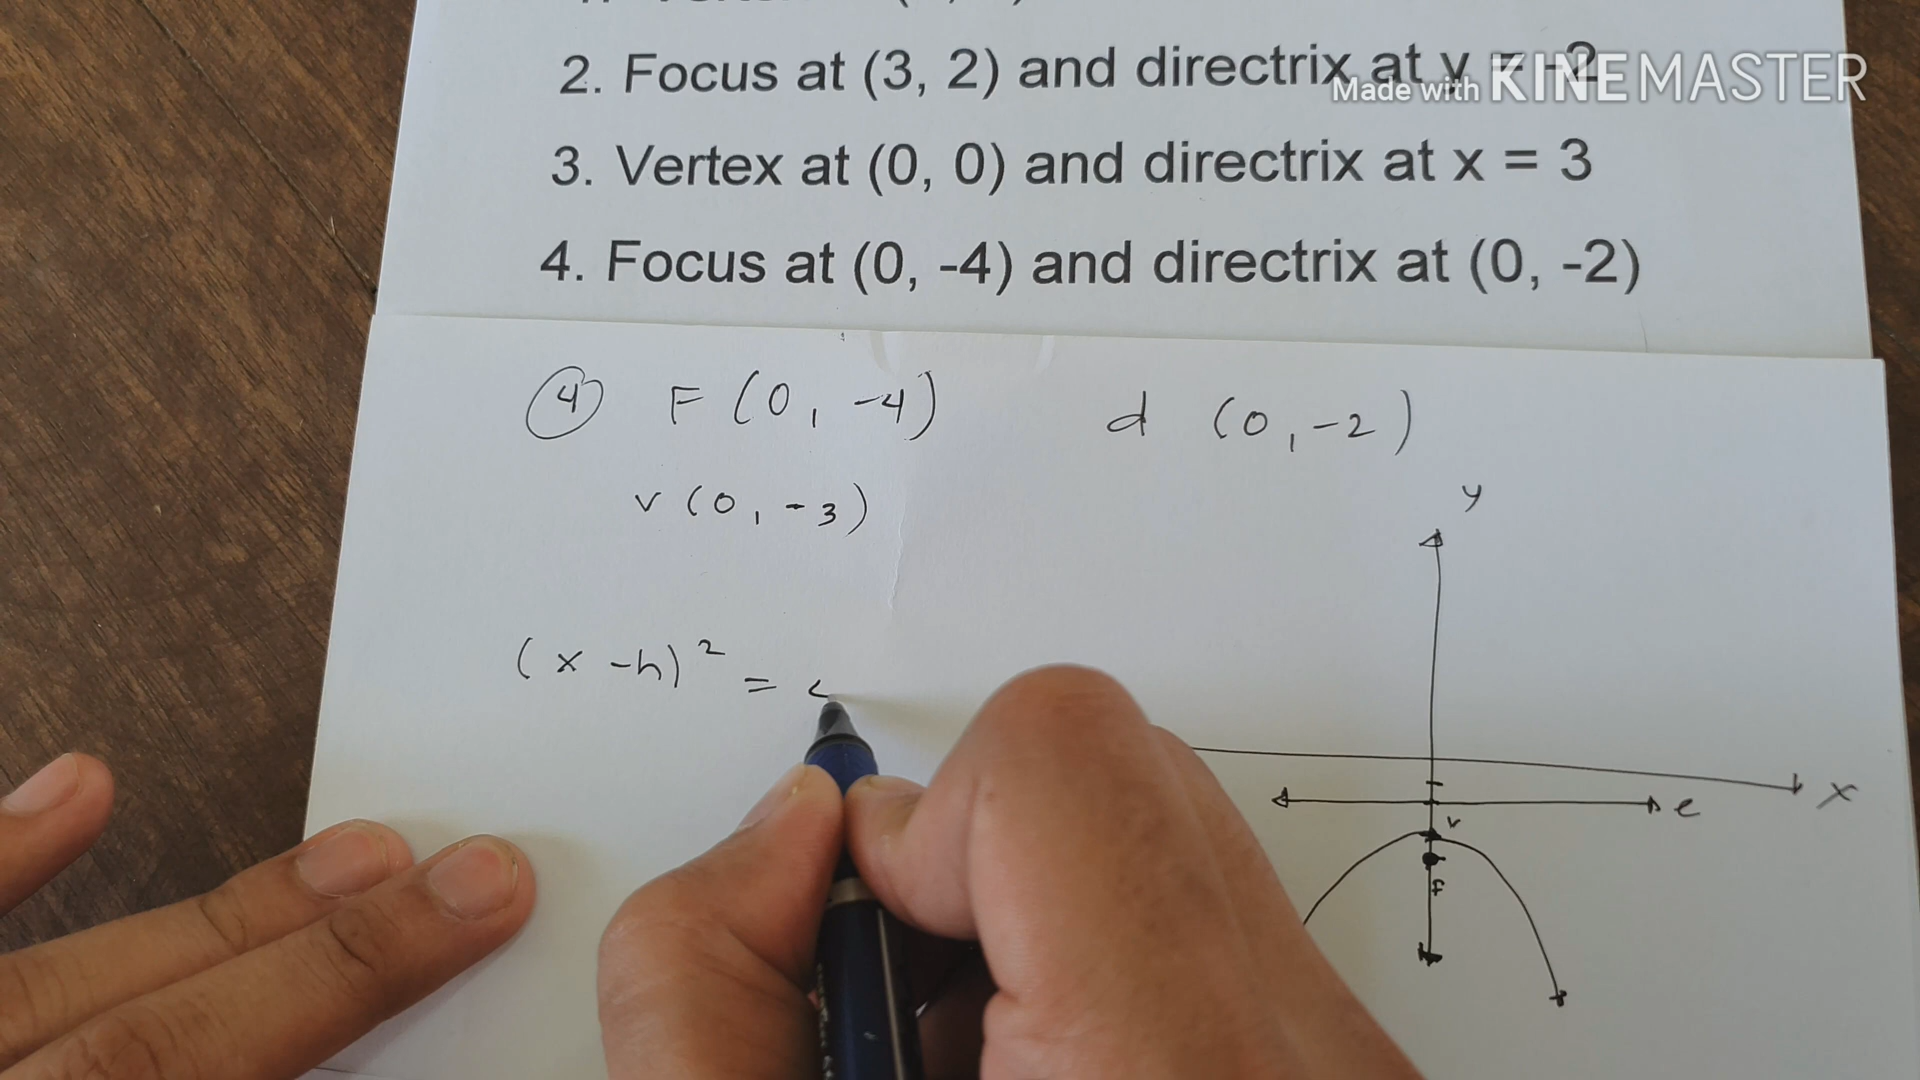 2. Focus at (3, 2) and directrix at y = -2
Made with KINEMASTER
3. Vertex at (0, 0) and directrix at x = 3
4. Focus at (0, -4) and directrix at (0, -2)
4 F (0, -4) d (0, -2)
v (0, -3)
y
(x - h)² =
x
e
v
F